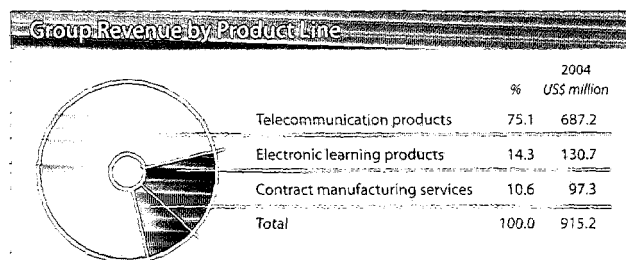 Group Revenue by Product Line
2004
% US$ million
Telecommunication products 75.1 687.2
Electronic learning products 14.3 130.7
Contract manufacturing services 10.6 97.3
Total 100.0 915.2